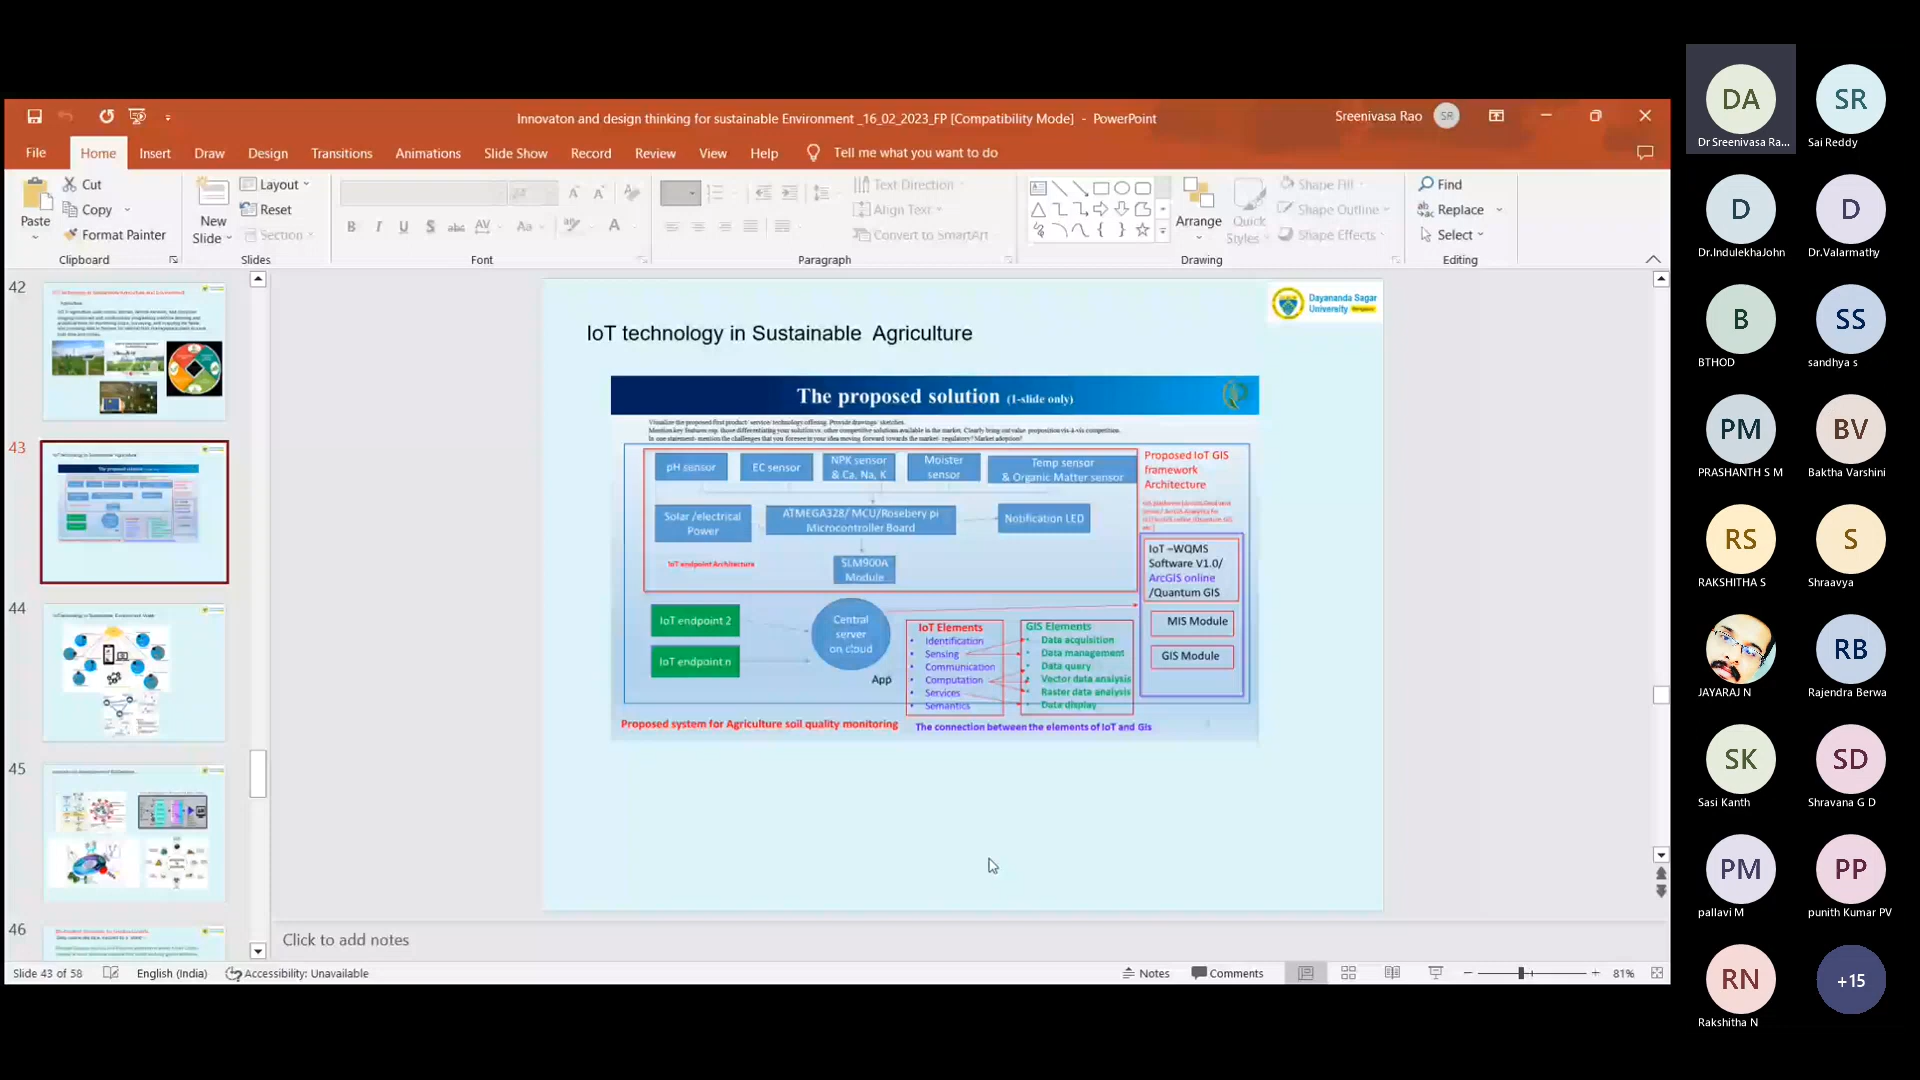 Innovaton and design thinking for sustainable Environment _16_02_2023_FP [Compatibility Mode] - PowerPoint
Sreenivasa Rao
SR
File
Home
Insert
Draw
Design
Transitions
Animations
Slide Show
Record
Review
View
Help
Tell me what you want to do
Paste
Cut
Copy
Format Painter
Clipboard
New
Slide
Layout
Reset
Section
Slides
Font
Text Direction
Align Text
Convert to SmartArt
Paragraph
Arrange
Quick
Styles
Shape Fill
Shape Outline
Shape Effects
Drawing
Find
Replace
Select
Editing
42
43
44
45
46
Dayananda Sagar
University
IoT technology in Sustainable Agriculture
The proposed solution (1-slide only)
pH sensor
EC sensor
NPK sensor
& Ca, Na, K
Moister
sensor
Temp sensor
& Organic Matter sensor
Proposed IoT GIS
framework
Architecture
Solar /electrical
Power
ATMEGA328/ MCU/Rosebery pi
Microcontroller Board
Notification LED
IoT endpoint Architecture
SLM900A
Module
IoT –WQMS
Software V1.0/
ArcGIS online
/Quantum GIS
MIS Module
GIS Module
IoT endpoint 2
IoT endpoint n
Central
server
on cloud
App
IoT Elements
• Identification
• Sensing
• Communication
• Computation
• Services
• Semantics
GIS Elements
• Data acquisition
• Data management
• Data query
• Vector data analysis
• Raster data analysis
• Data display
Proposed system for Agriculture soil quality monitoring
The connection between the elements of IoT and Gis
Click to add notes
Slide 43 of 58
English (India)
Accessibility: Unavailable
Notes
Comments
81%
DA
Dr Sreenivasa Ra...
SR
Sai Reddy
D
Dr.IndulekhaJohn
D
Dr.Valarmathy
B
BTHOD
SS
sandhya s
PM
PRASHANTH S M
BV
Baktha Varshini
RS
RAKSHITHA S
S
Shraavya
JAYARAJ N
RB
Rajendra Berwa
SK
Sasi Kanth
SD
Shravana G D
PM
pallavi M
PP
punith Kumar PV
RN
Rakshitha N
+15